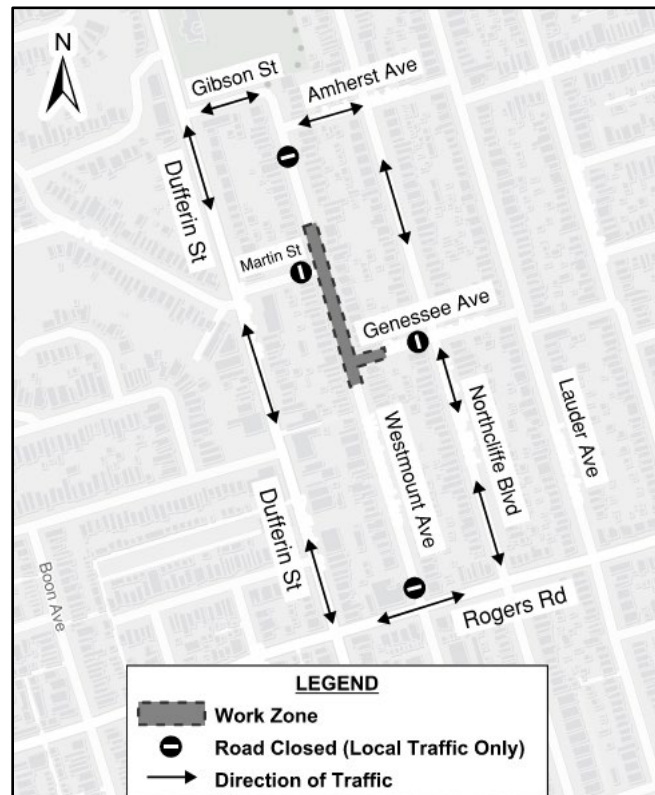 N
Gibson St
Amherst Ave
Dufferin St
Martin St
Genessee Ave
Westmount Ave
Northcliffe Blvd
Lauder Ave
Dufferin St
Boon Ave
Rogers Rd
LEGEND
Work Zone
Road Closed (Local Traffic Only)
Direction of Traffic